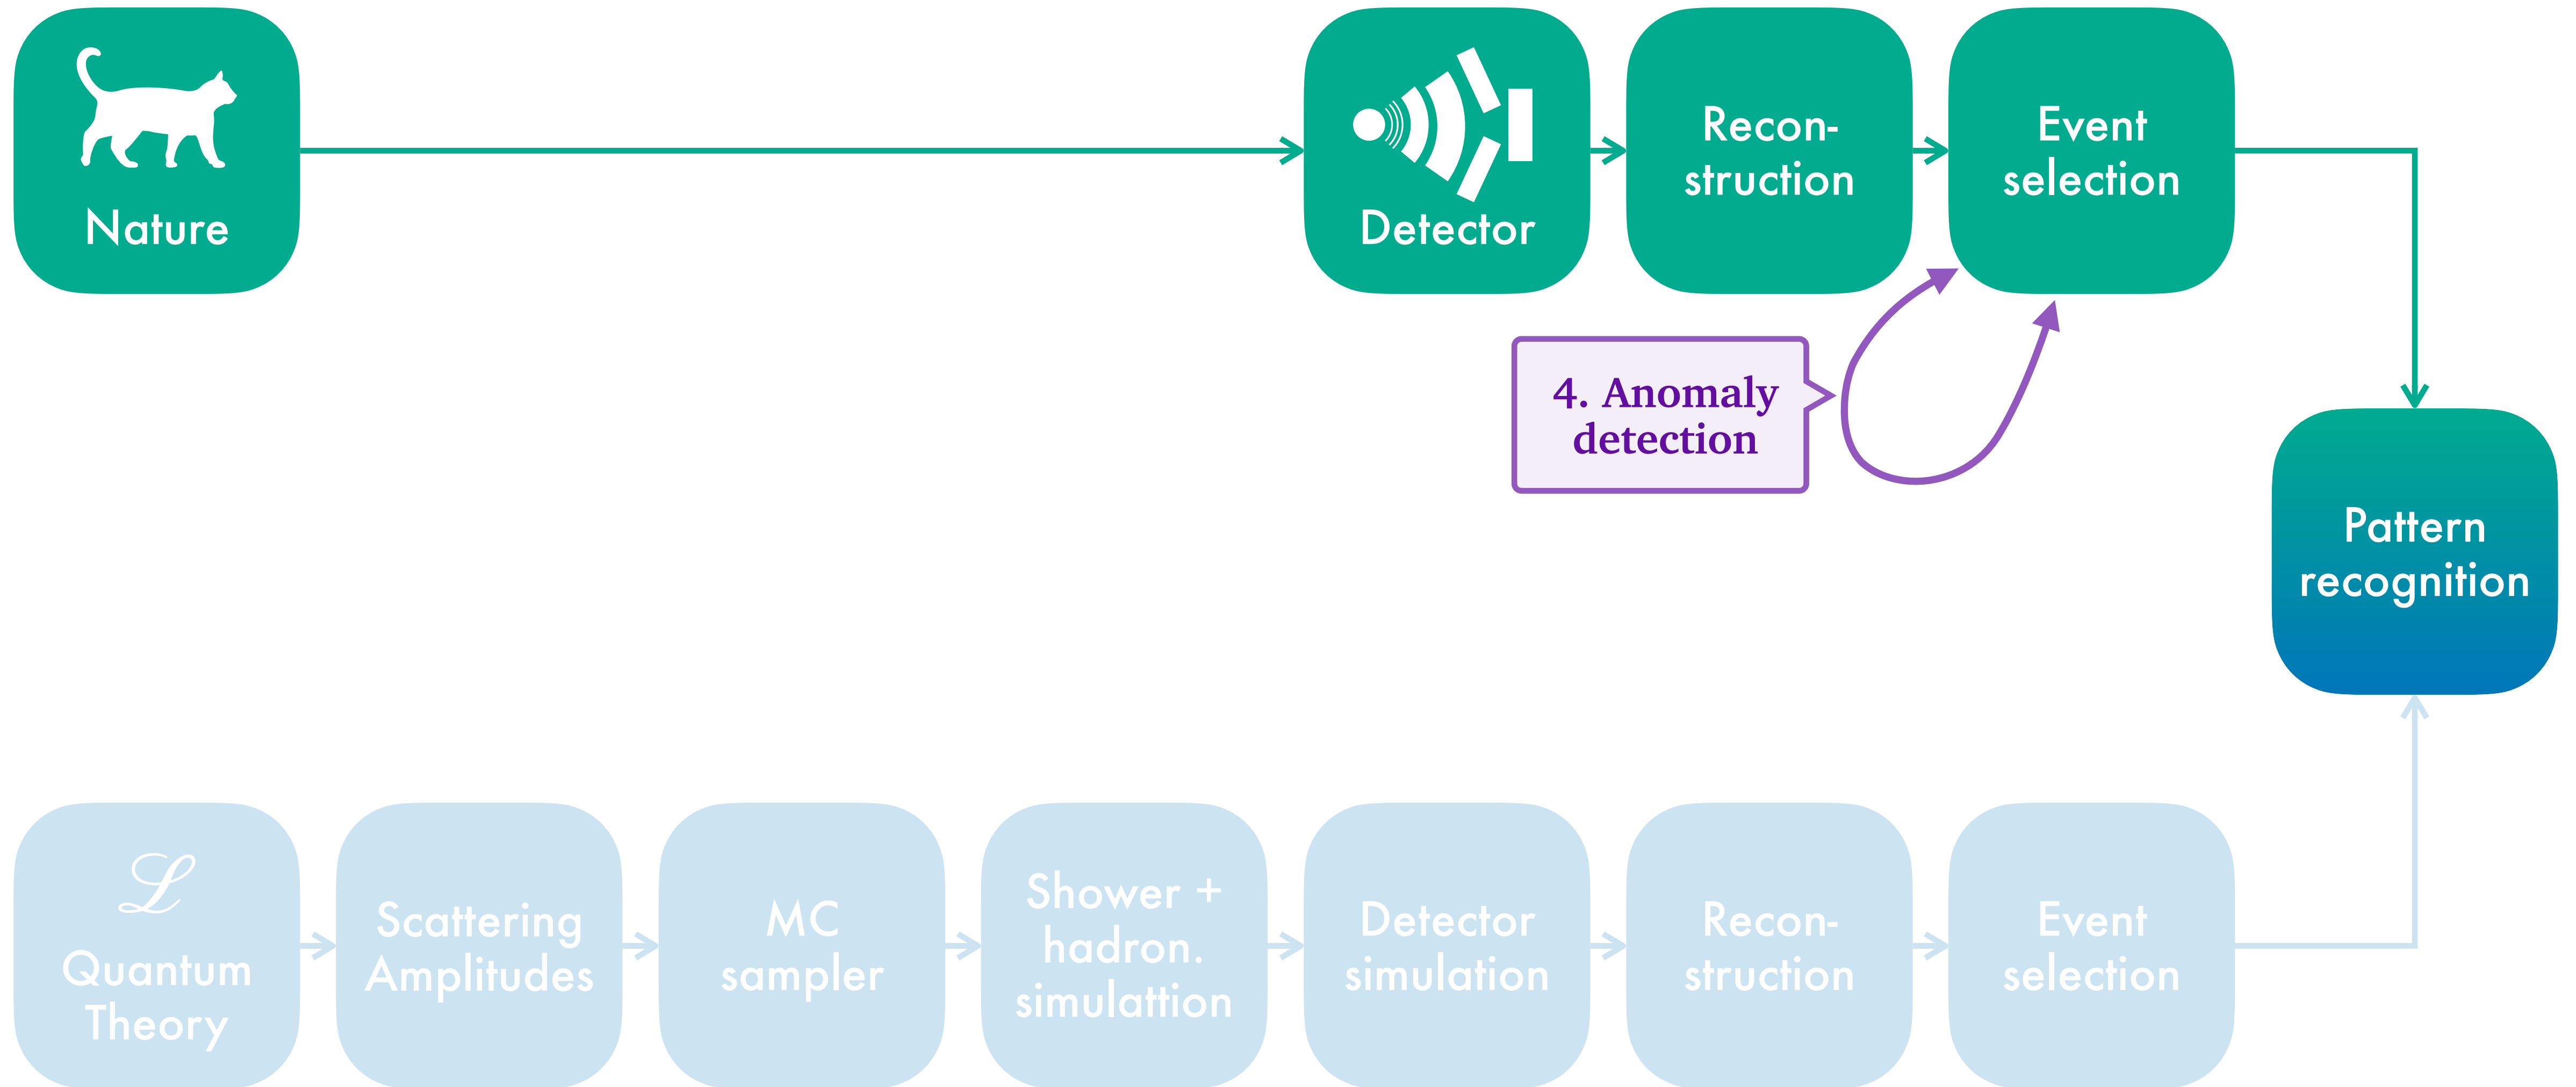 Nature
Detector
Recon-
struction
Event
selection
4. Anomaly
detection
Pattern
recognition
ℒ
Quantum
Theory
Scattering
Amplitudes
MC
sampler
Shower +
hadron.
simulattion
Detector
simulation
Recon-
struction
Event
selection